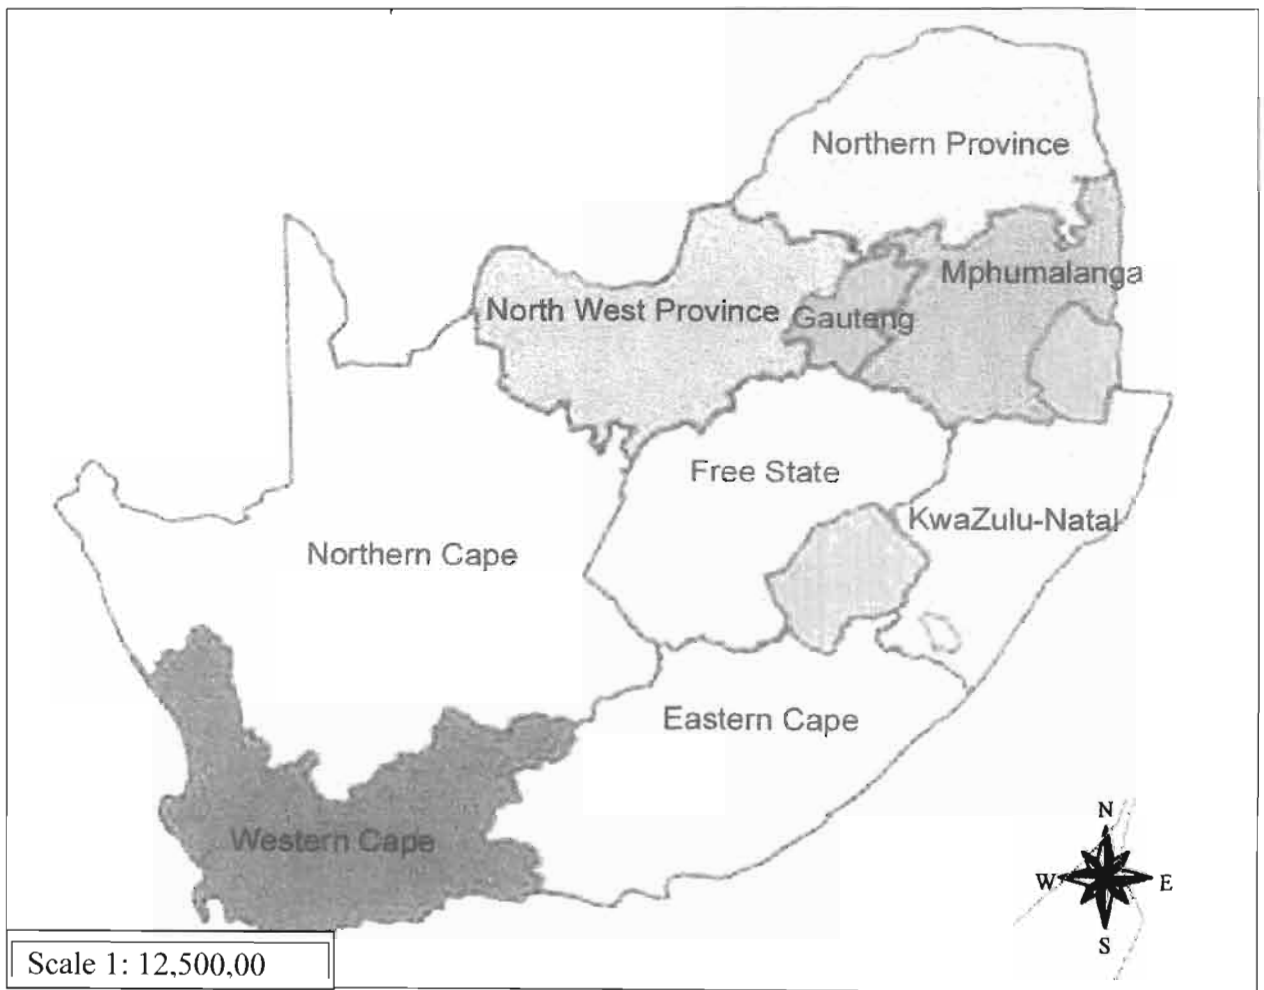 Northern Province
Mphumalanga
North West Province
Gauteng
Free State
KwaZulu-Natal
Northern Cape
Eastern Cape
Western Cape
N
W
E
S
Scale 1: 12,500,00